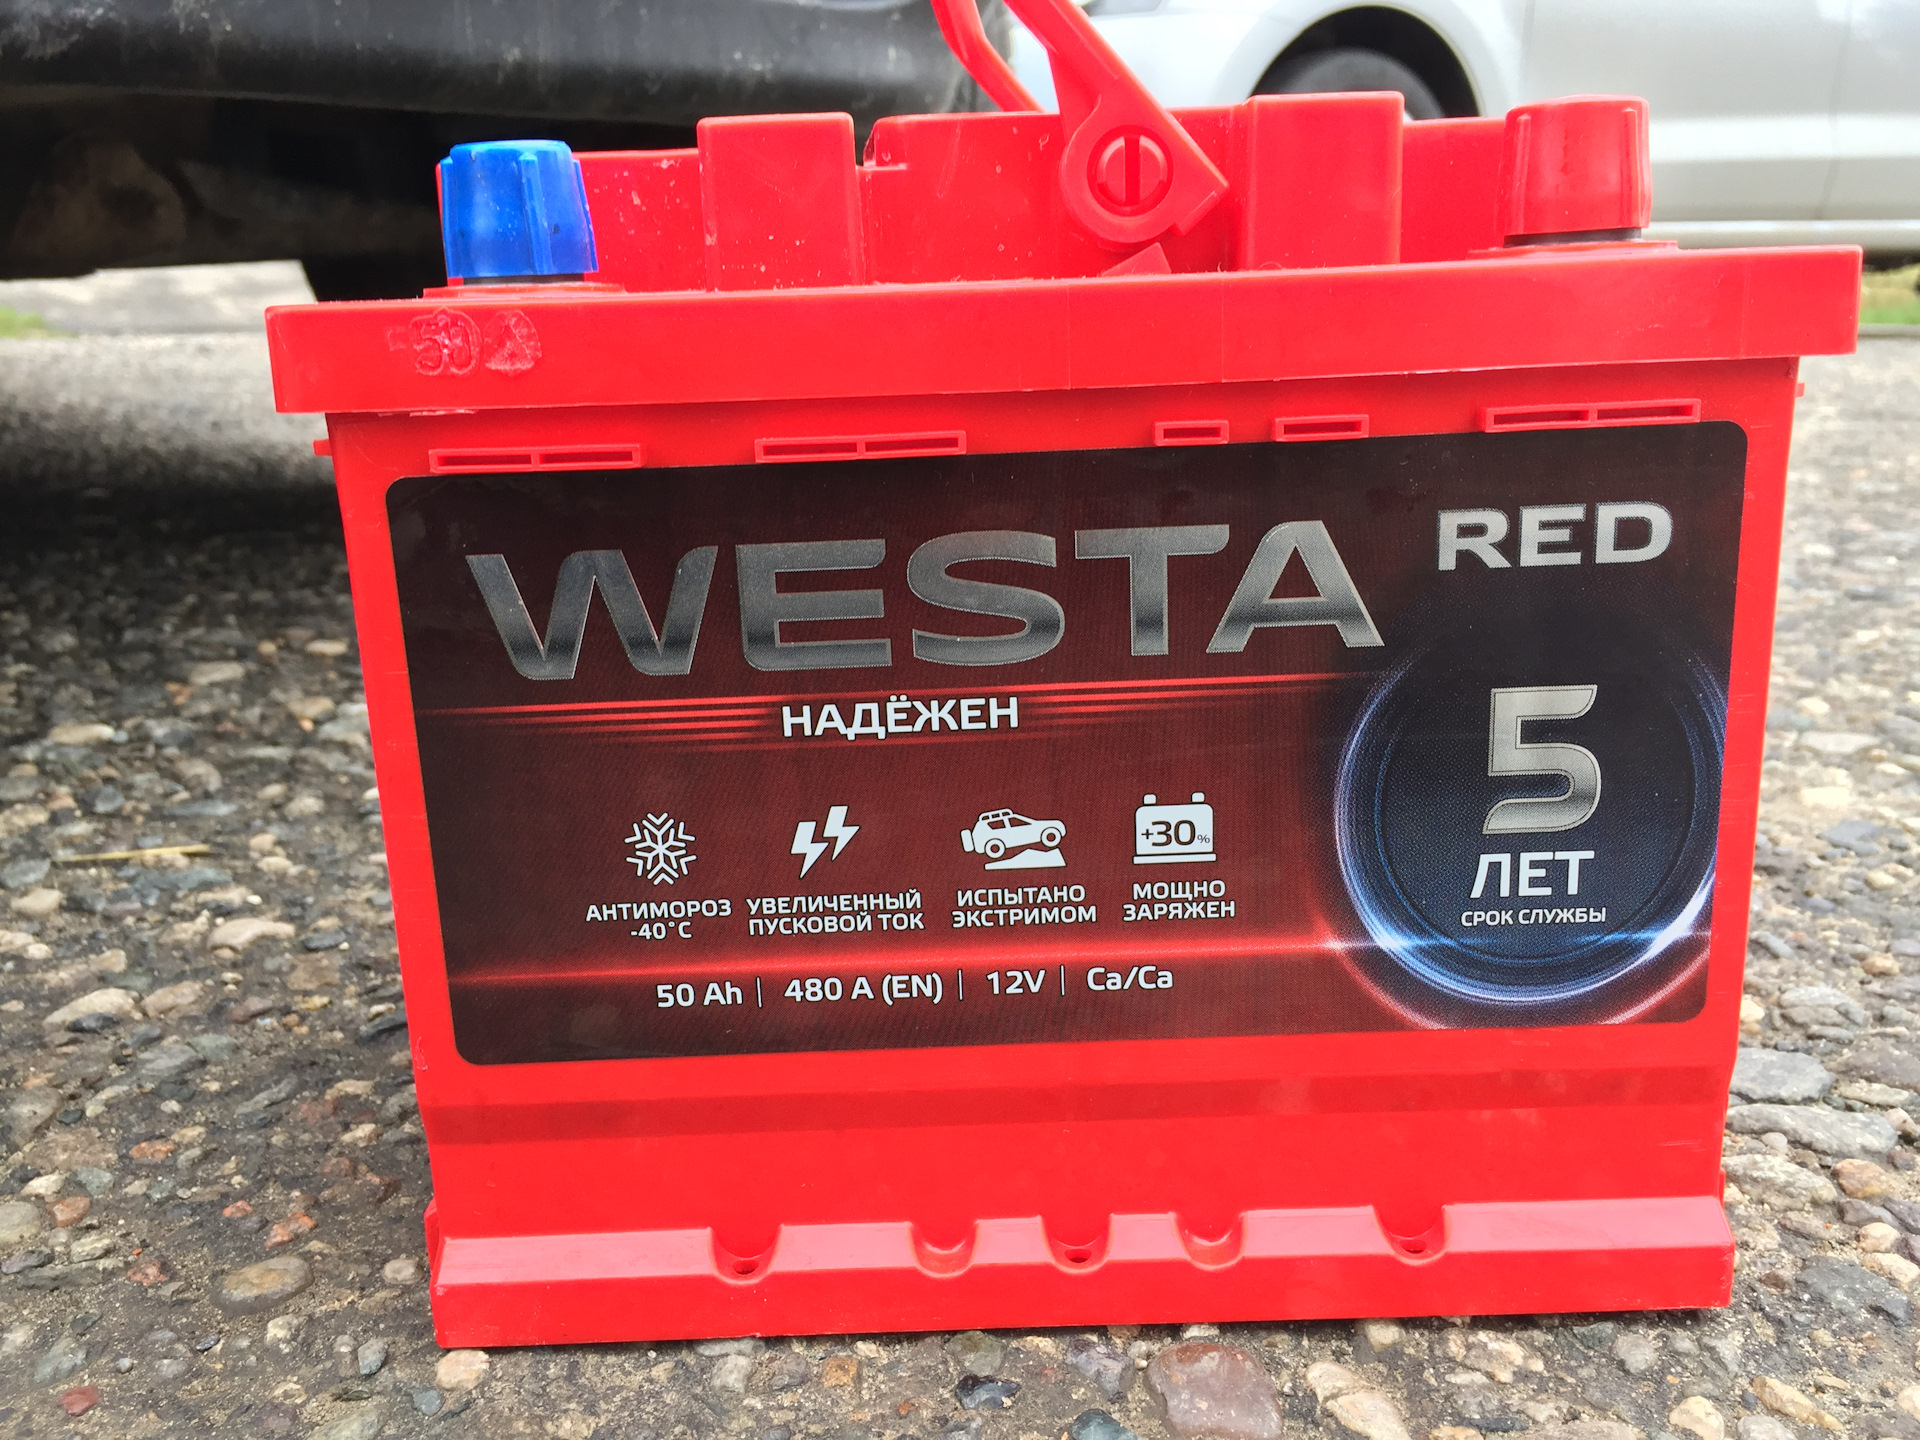 WESTA RED
НАДЁЖЕН
5
ЛЕТ
СРОК СЛУЖБЫ
+30%
АНТИМОРОЗ
-40°C
УВЕЛИЧЕННЫЙ
ПУСКОВОЙ ТОК
ИСПЫТАНО
ЭКСТРИМОМ
МОЩНО
ЗАРЯЖЕН
50 Ah | 480 A (EN) | 12V | Ca/Ca